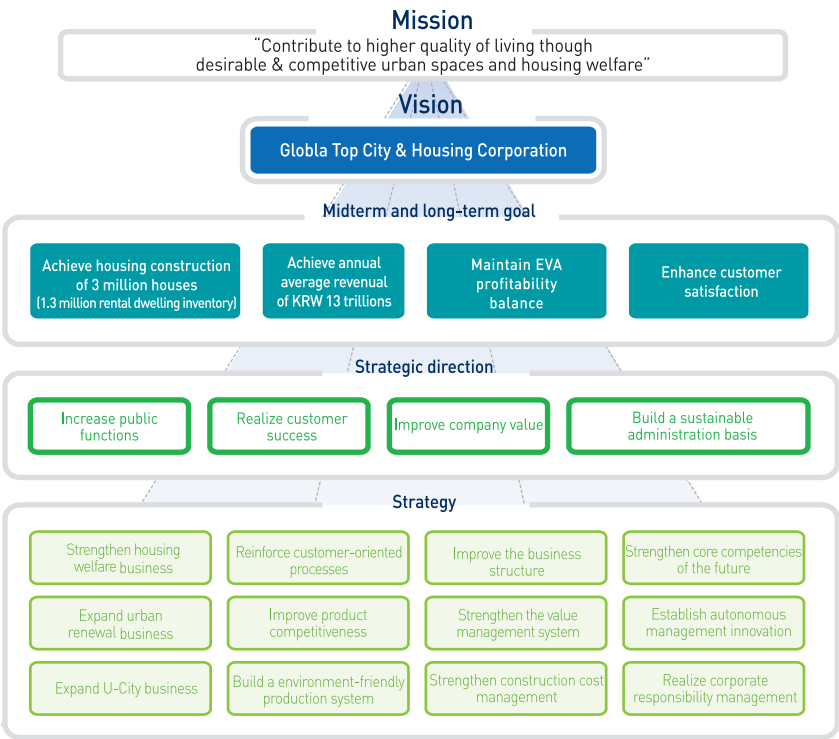 Mission
“Contribute to higher quality of living though
desirable & competitive urban spaces and housing welfare”
Vision
Globla Top City & Housing Corporation
Midterm and long-term goal
Achieve housing construction
of 3 million houses
(1.3 million rental dwelling inventory)
Achieve annual
average revenual
of KRW 13 trillions
Maintain EVA
profitability
balance
Enhance customer
satisfaction
Strategic direction
Increase public
functions
Realize customer
success
Improve company value
Build a sustainable
administration basis
Strategy
Strengthen housing
welfare business
Reinforce customer-oriented
processes
Improve the business
structure
Strengthen core competencies
of the future
Expand urban
renewal business
Improve product
competitiveness
Strengthen the value
management system
Establish autonomous
management innovation
Expand U-City business
Build a environment-friendly
production system
Strengthen construction cost
management
Realize corporate
responsibility management